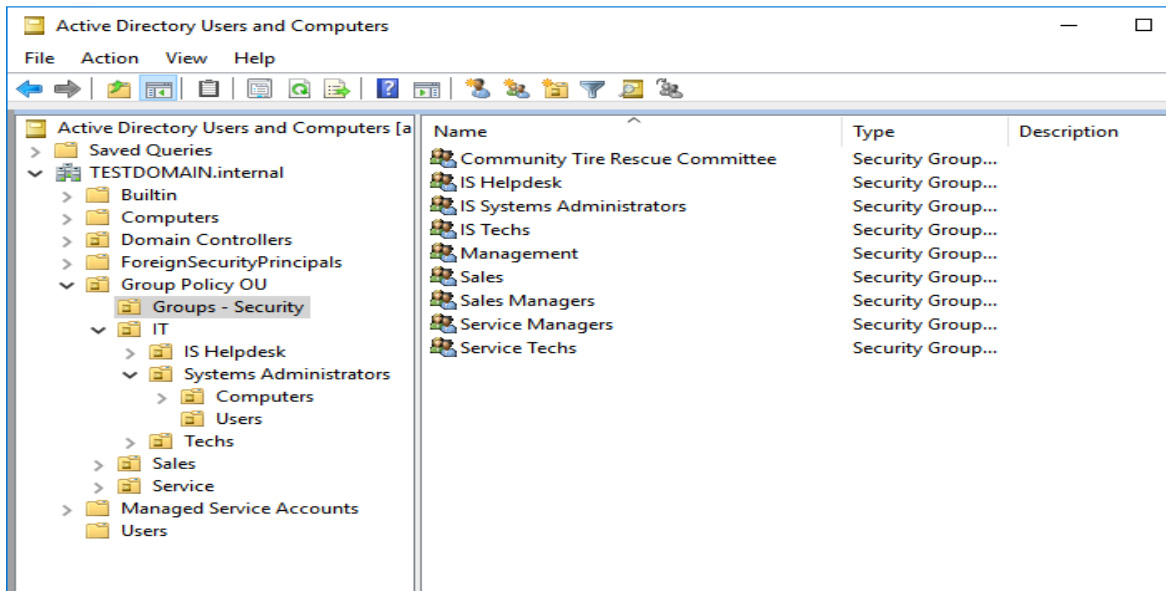 Active Directory Users and Computers
File Action View Help
Active Directory Users and Computers [a
Saved Queries
TESTDOMAIN.internal
Builtin
Computers
Domain Controllers
ForeignSecurityPrincipals
Group Policy OU
Groups - Security
IT
IS Helpdesk
Systems Administrators
Computers
Users
Techs
Sales
Service
Managed Service Accounts
Users
Name Type Description
Community Tire Rescue Committee Security Group...
IS Helpdesk Security Group...
IS Systems Administrators Security Group...
IS Techs Security Group...
Management Security Group...
Sales Security Group...
Sales Managers Security Group...
Service Managers Security Group...
Service Techs Security Group...